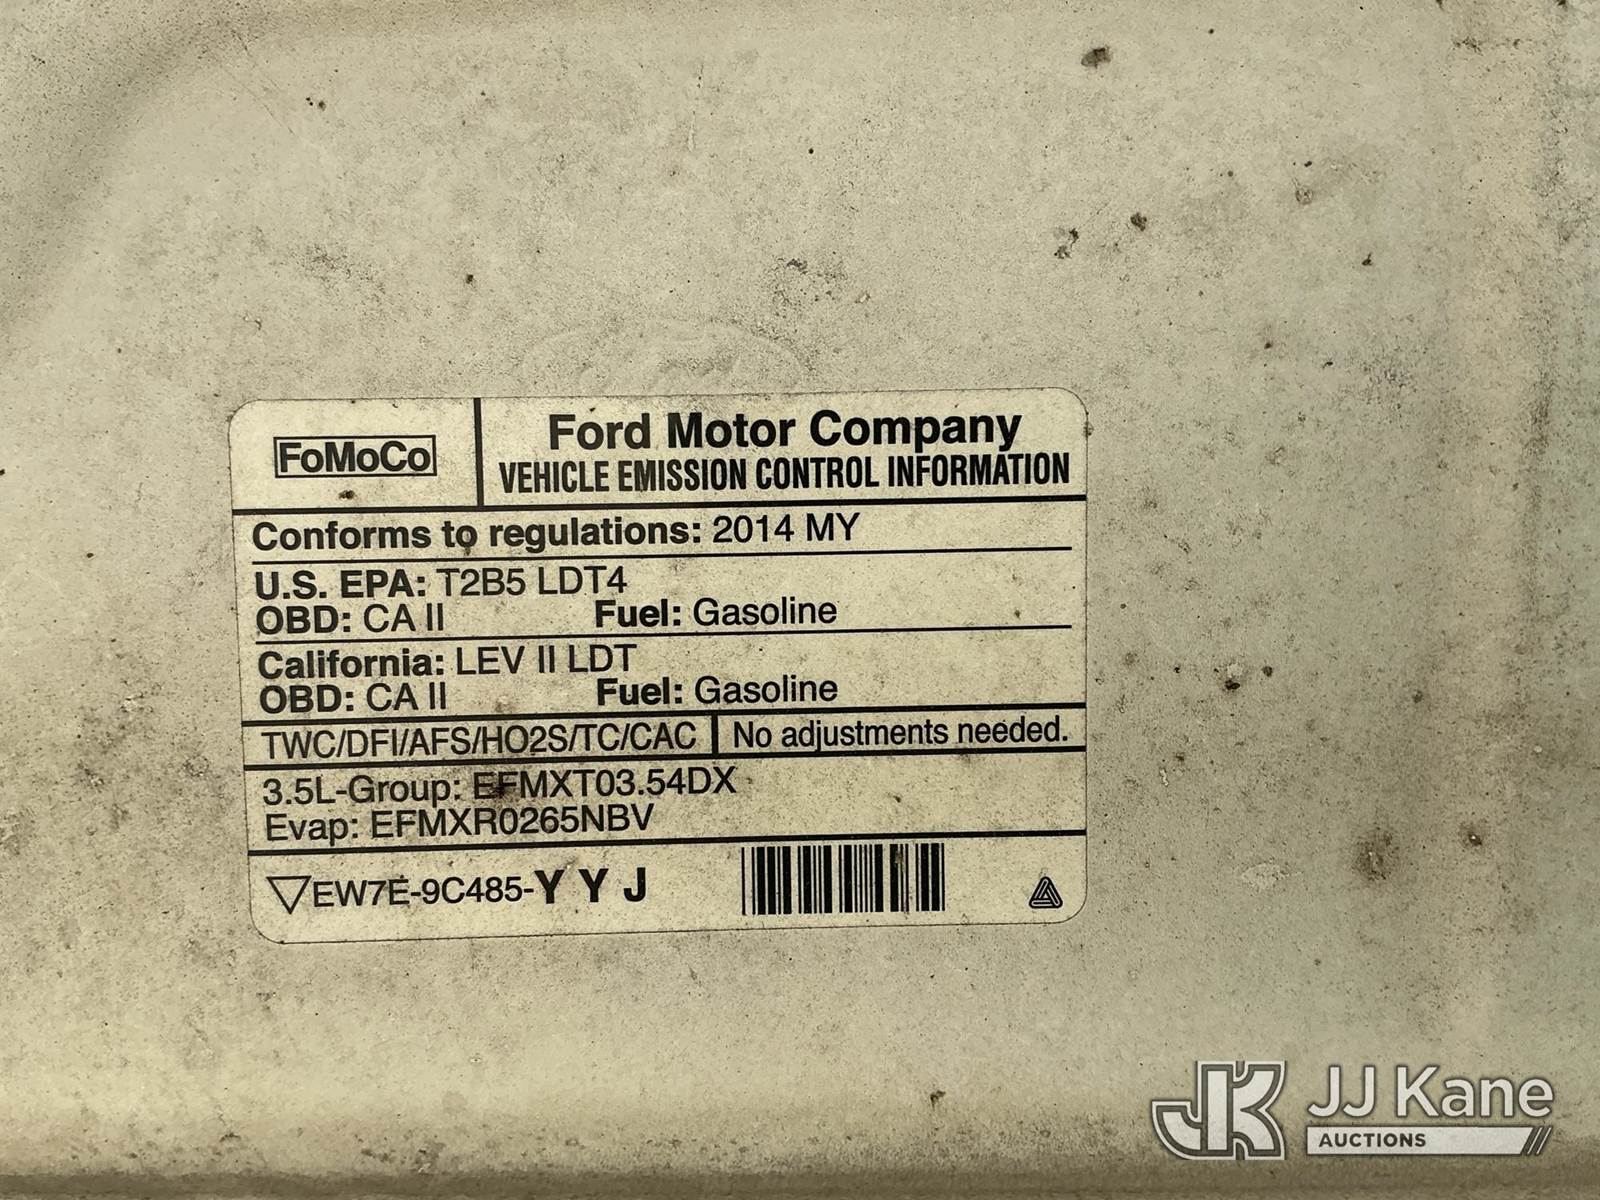 FoMoCo
Ford Motor Company
VEHICLE EMISSION CONTROL INFORMATION
Conforms to regulations: 2014 MY
U.S. EPA: T2B5 LDT4
OBD: CA II Fuel: Gasoline
California: LEV II LDT
OBD: CA II Fuel: Gasoline
TWC/DFI/AFS/HO2S/TC/CAC No adjustments needed.
3.5L-Group: EFMXT03.54DX
Evap: EFMXR0265NBV
EW7E-9C485-Y Y J
JK JJ Kane
AUCTIONS